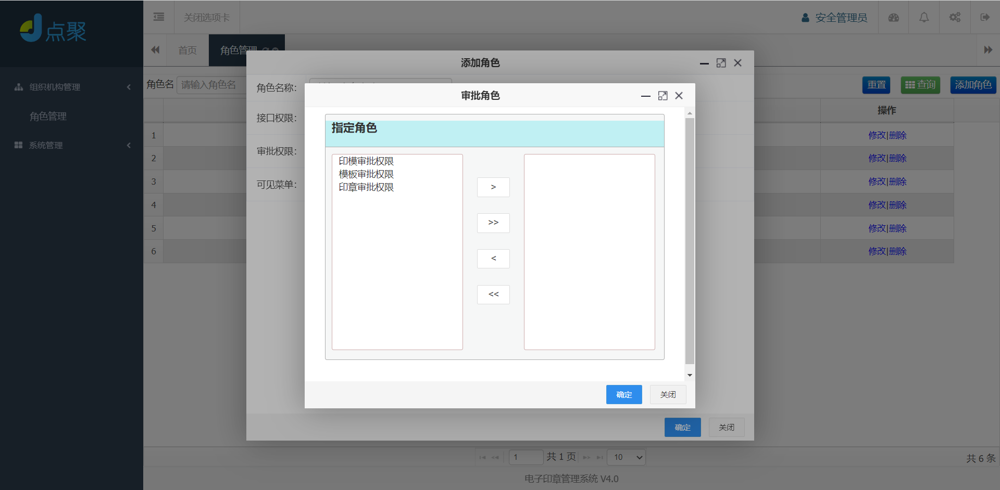 点聚
关闭选项卡
安全管理员
首页
角色管理
组织机构管理
角色管理
系统管理
角色名
请输入角色名
重置
查询
添加角色
操作
1
修改|删除
2
修改|删除
3
修改|删除
4
修改|删除
5
修改|删除
6
修改|删除
添加角色
角色名称:
接口权限:
审批权限:
可见菜单:
审批角色
指定角色
印模审批权限
模板审批权限
印章审批权限
>
>>
<
<<
确定
关闭
确定
关闭
1
共 1 页
10
共 6 条
电子印章管理系统 V4.0